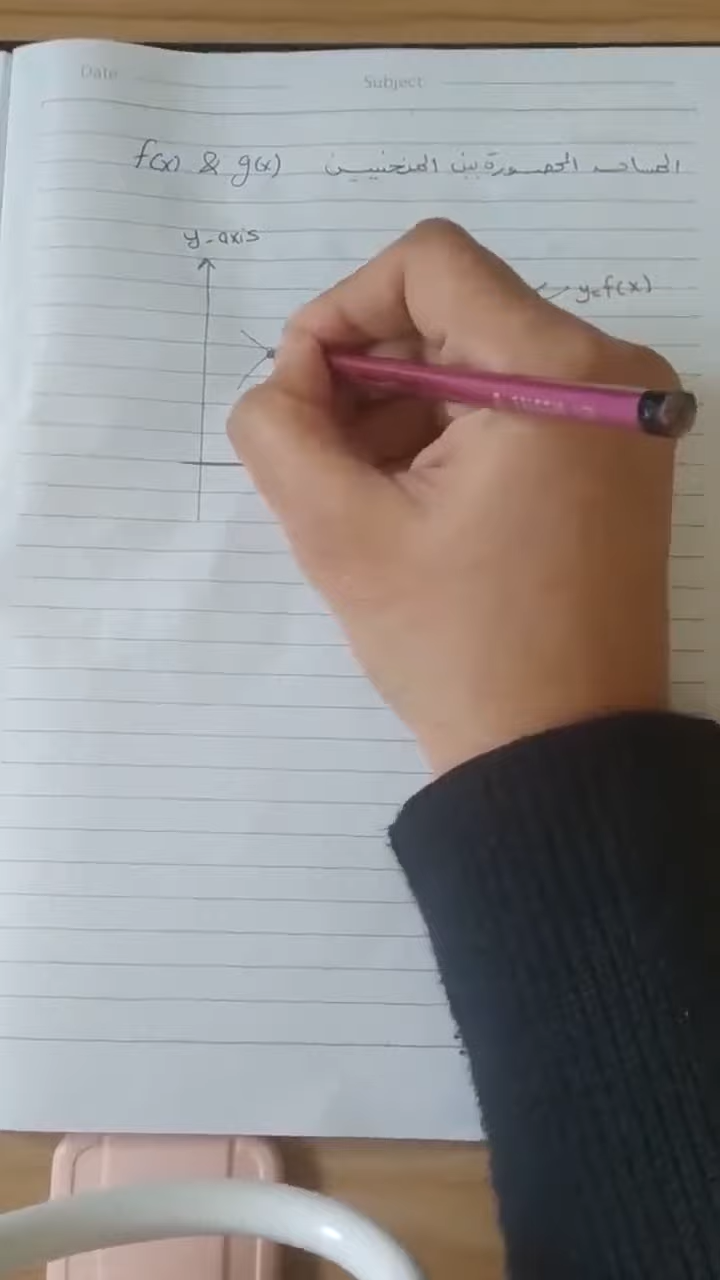 Date
Subject
المساحة المحصورة بين المنحنيين f(x) & g(x)
y-axis
y=f(x)